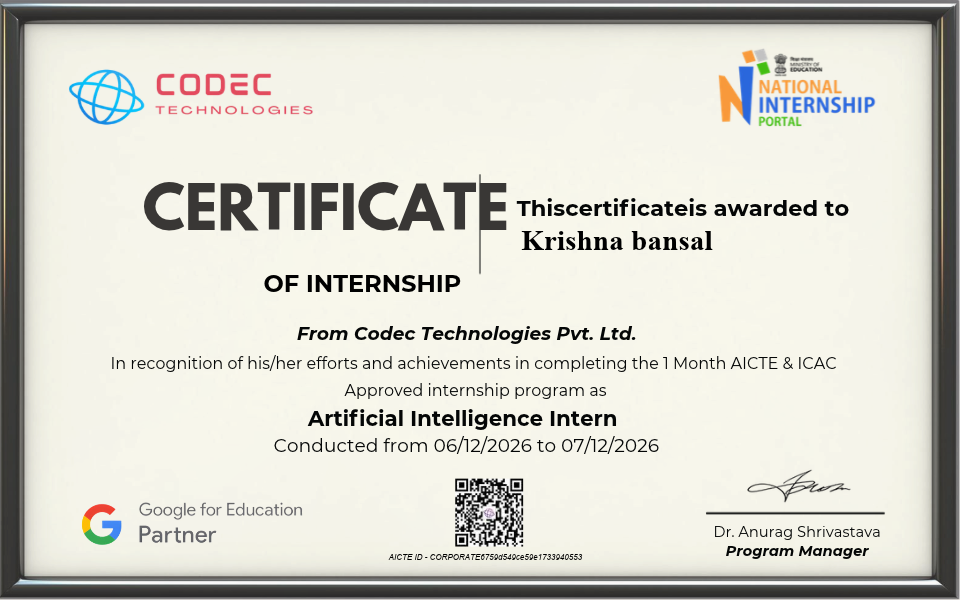 CODEC
TECHNOLOGIES
MINISTRY OF
EDUCATION
NATIONAL
INTERNSHIP
PORTAL
CERTIFICATE
OF INTERNSHIP
Thiscertificateis awarded to
Krishna bansal
From Codec Technologies Pvt. Ltd.
In recognition of his/her efforts and achievements in completing the 1 Month AICTE & ICAC
Approved internship program as
Artificial Intelligence Intern
Conducted from 06/12/2026 to 07/12/2026
Google for Education
Partner
AICTE ID - CORPORATE6759d549ce59e1733940553
Dr. Anurag Shrivastava
Program Manager